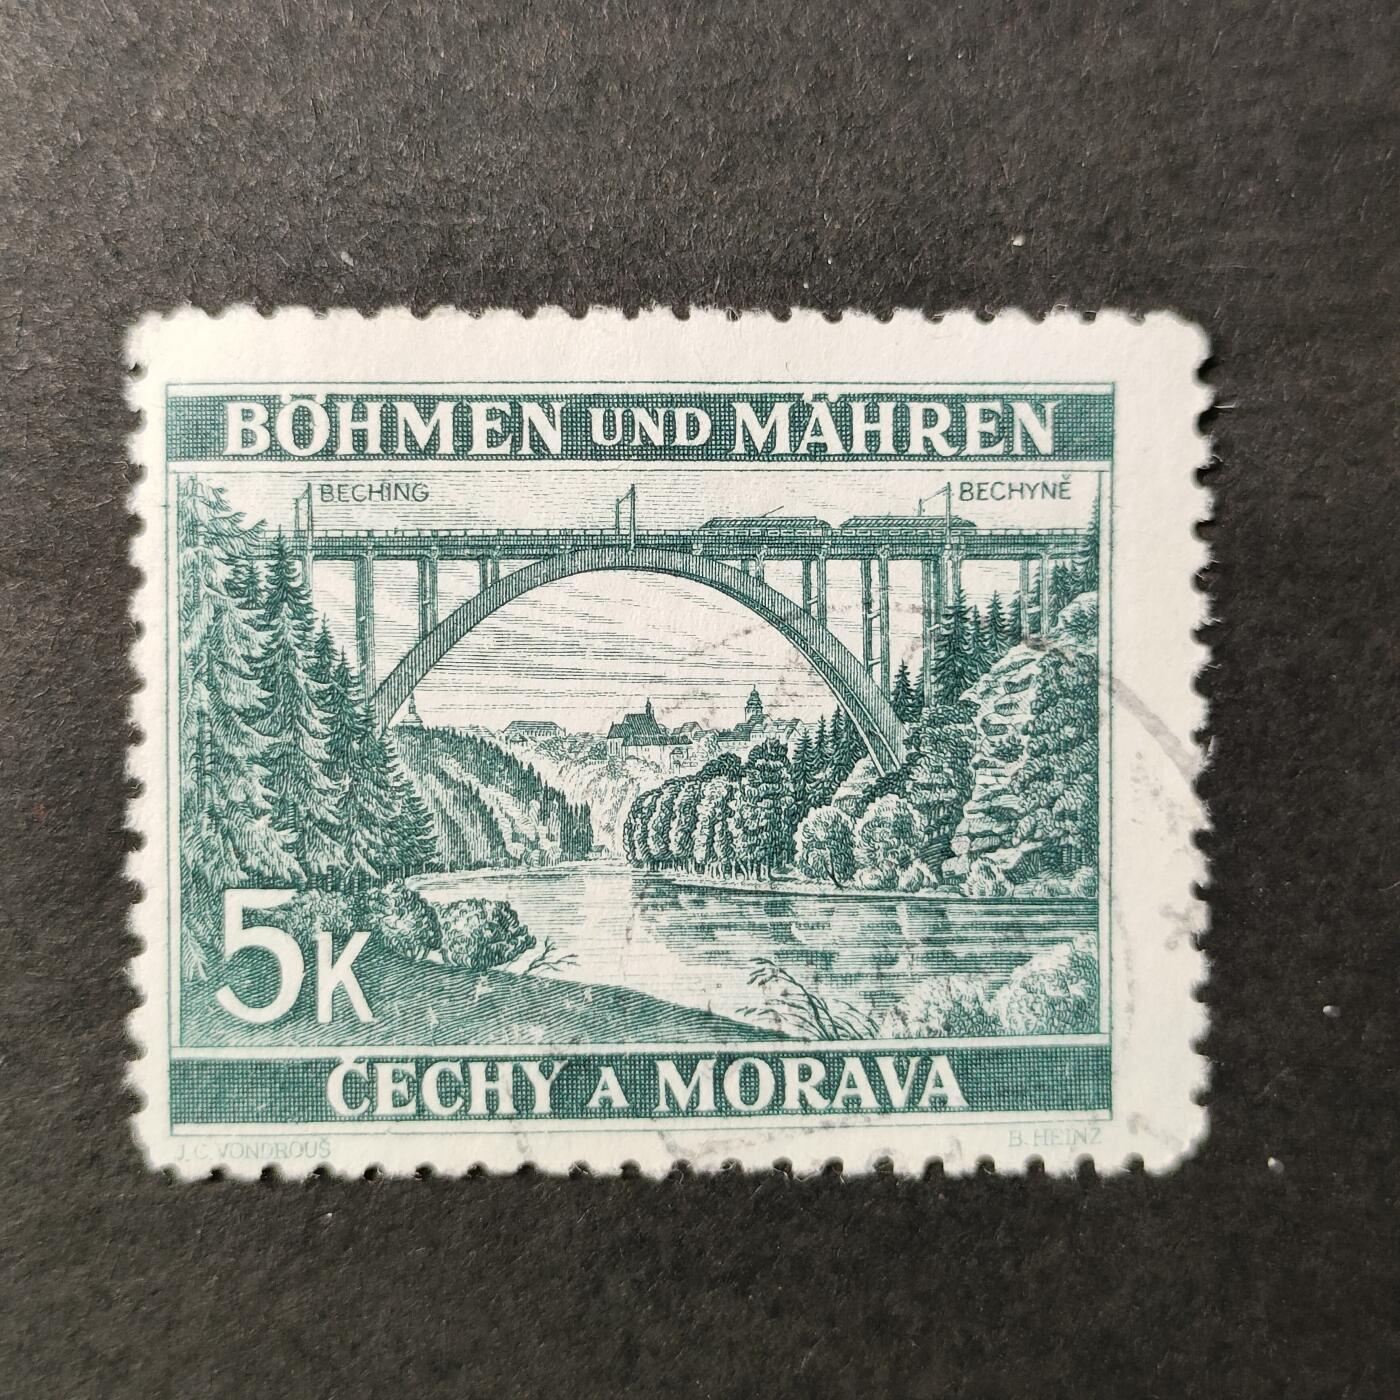 BÖHMEN UND MÄHREN
BECHING
BECHYNĚ
5K
ČECHY A MORAVA
J. C. VONDROUŠ
B. HEINZ